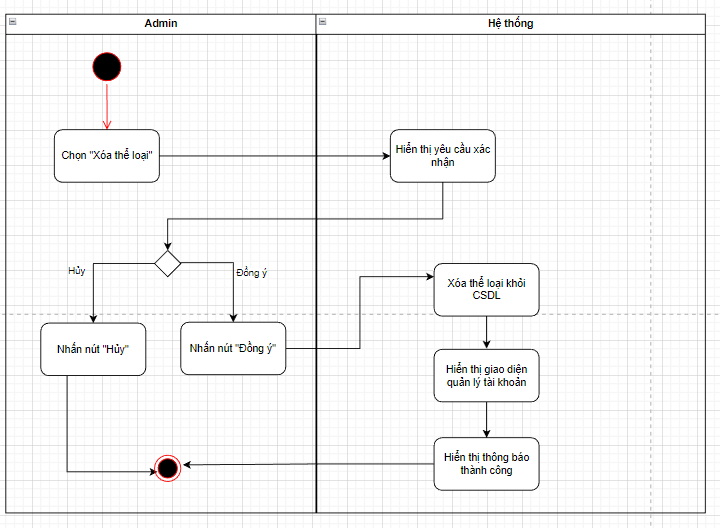 Admin
Hệ thống
Chọn "Xóa thể loại"
Hiển thị yêu cầu xác
nhận
Hủy
Đồng ý
Xóa thể loại khỏi
CSDL
Nhấn nút "Hủy"
Nhấn nút "Đồng ý"
Hiển thị giao diện
quản lý tài khoản
Hiển thị thông báo
thành công